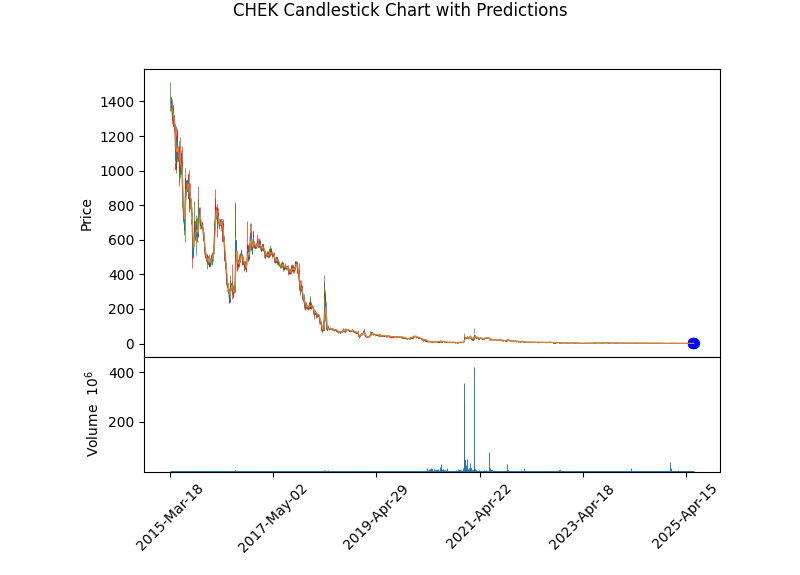 CHEK Candlestick Chart with Predictions
1400
1200
1000
800
600
400
200
0
Price
400
200
Volume 10^6
2015-Mar-18
2017-May-02
2019-Apr-29
2021-Apr-22
2023-Apr-18
2025-Apr-15